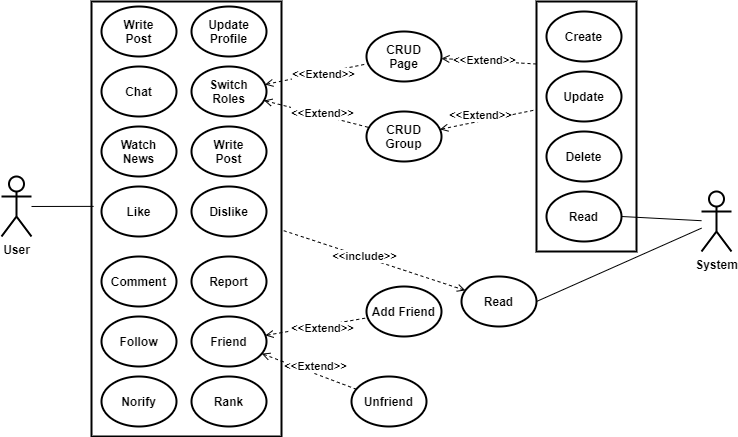 Write
Post
Update
Profile
Chat
Switch
Roles
Watch
News
Write
Post
Like
Dislike
Comment
Report
Follow
Friend
Norify
Rank
User
<<Extend>>
<<Extend>>
CRUD
Page
CRUD
Group
<<Extend>>
<<Extend>>
Create
Update
Delete
Read
System
<<include>>
Read
Add Friend
<<Extend>>
<<Extend>>
Unfriend